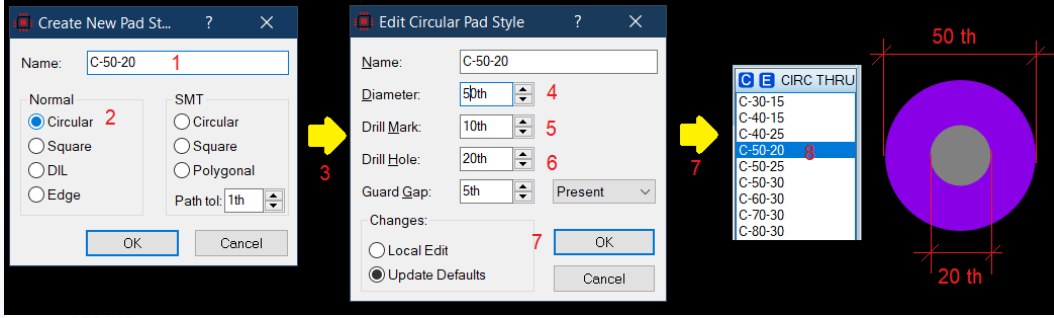 Create New Pad St... ? ×
Name: C-50-20 1
Normal
Circular 2
Square
DIL
Edge
SMT
Circular
Square
Polygonal
Path tol: 1th
OK Cancel
3
Edit Circular Pad Style ? ×
Name: C-50-20
Diameter: 50th 4
Drill Mark: 10th 5
Drill Hole: 20th 6
Guard Gap: 5th Present
Changes:
Local Edit
Update Defaults
7 OK
Cancel
7
C E CIRC THRU
C-30-15
C-40-15
C-40-25
C-50-20 8
C-50-25
C-50-30
C-60-30
C-70-30
C-80-30
50 th
20 th